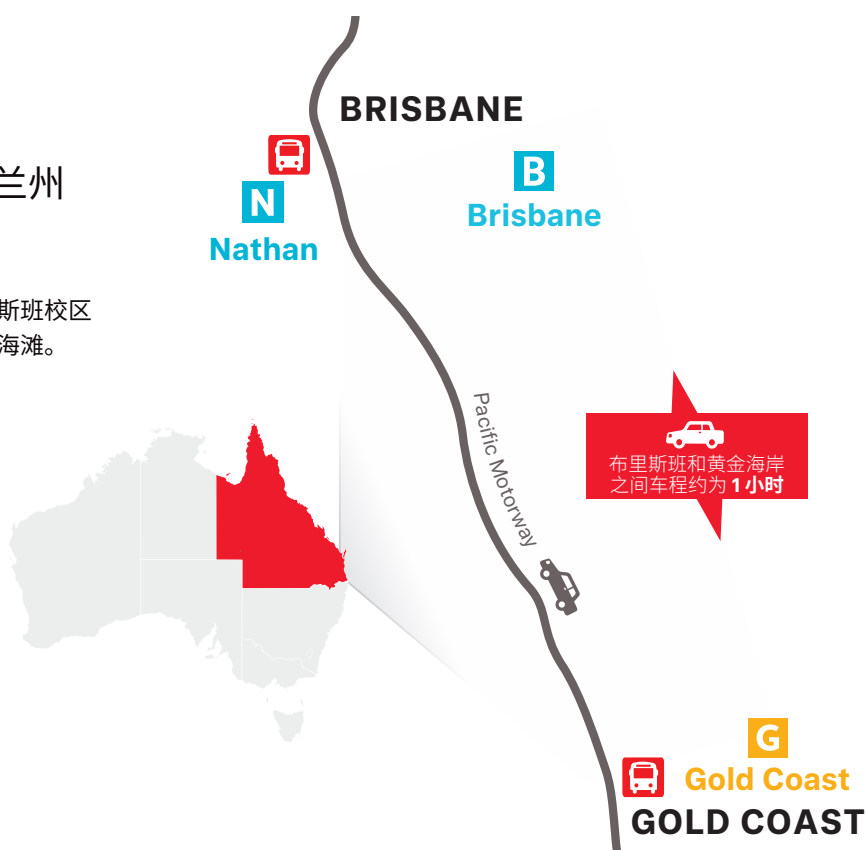 BRISBANE
兰州
B
N
Brisbane
Nathan
斯班校区
海滩。
Pacific Motorway
布里斯班和黄金海岸
之间车程约为 1 小时
G
Gold Coast
GOLD COAST